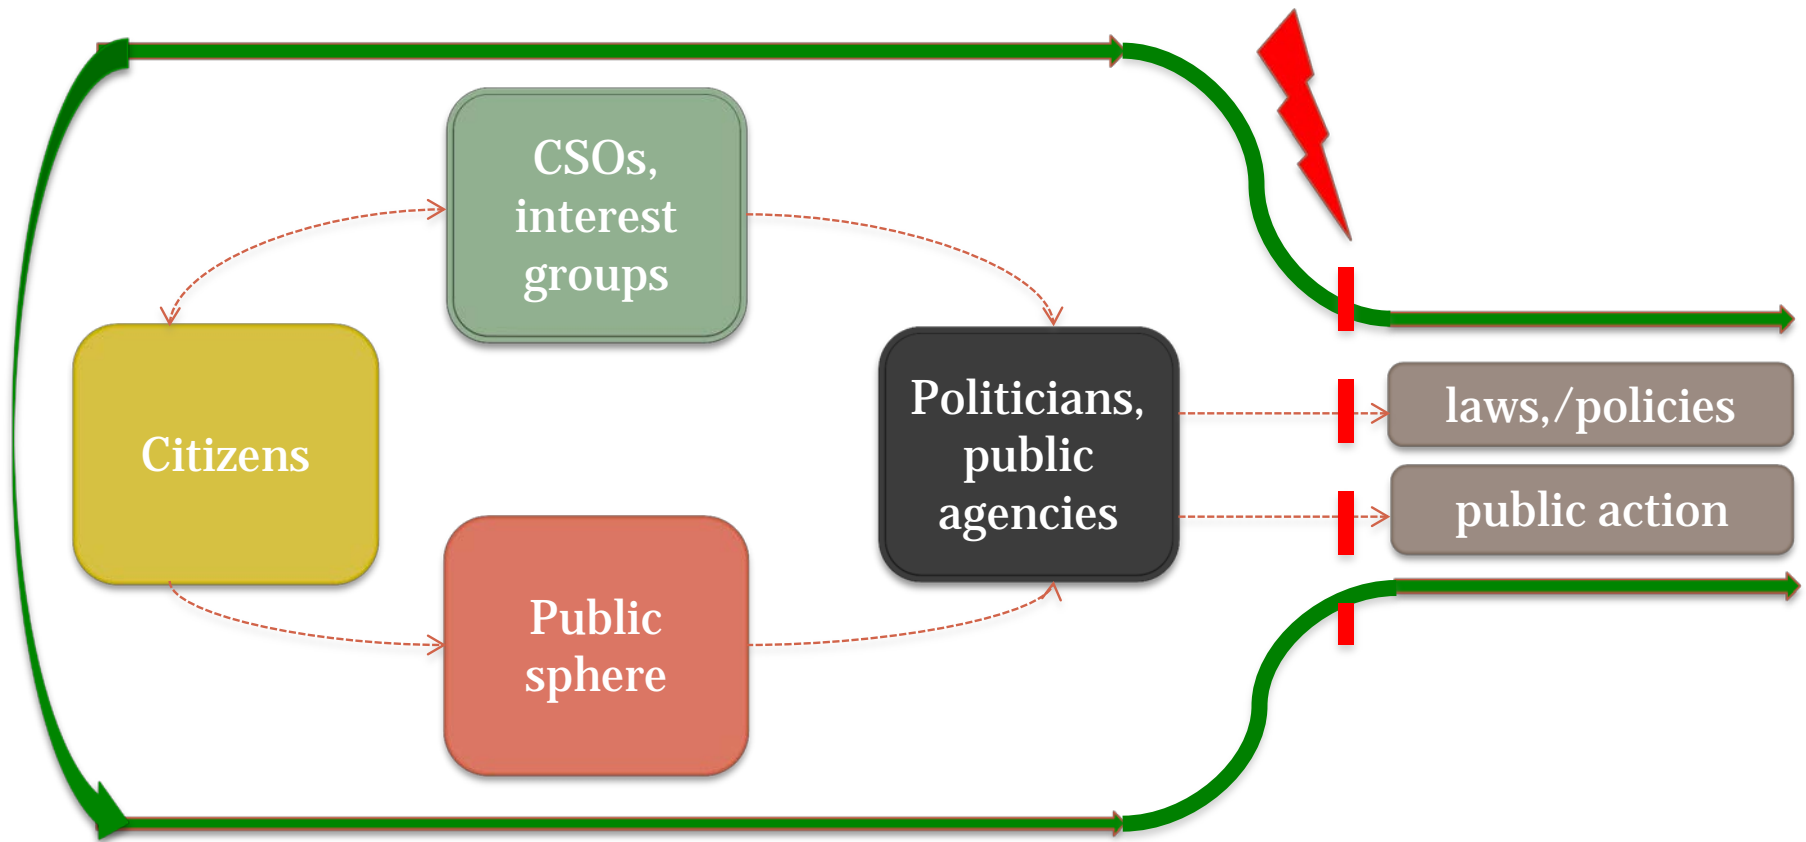 CSOs,
interest
groups
Citizens
Politicians,
public
agencies
laws,/policies
public action
Public
sphere